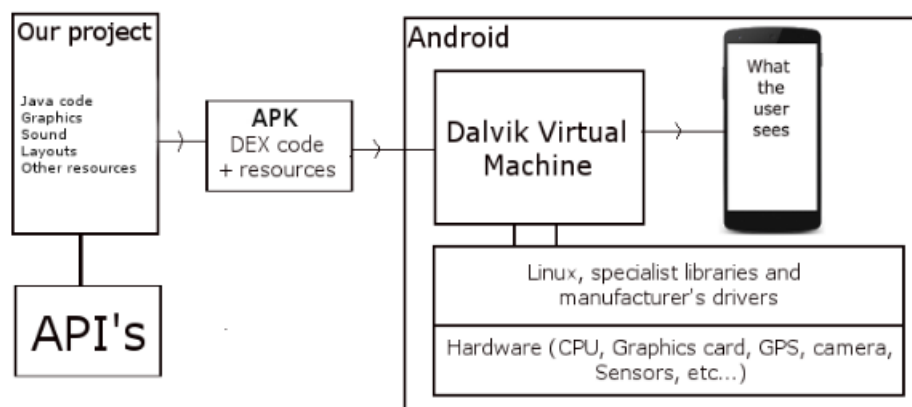 Our project
Java code
Graphics
Sound
Layouts
Other resources
API's
APK
DEX code
+ resources
Android
Dalvik Virtual
Machine
What
the
user
sees
Linux, specialist libraries and
manufacturer's drivers
Hardware (CPU, Graphics card, GPS, camera,
Sensors, etc...)